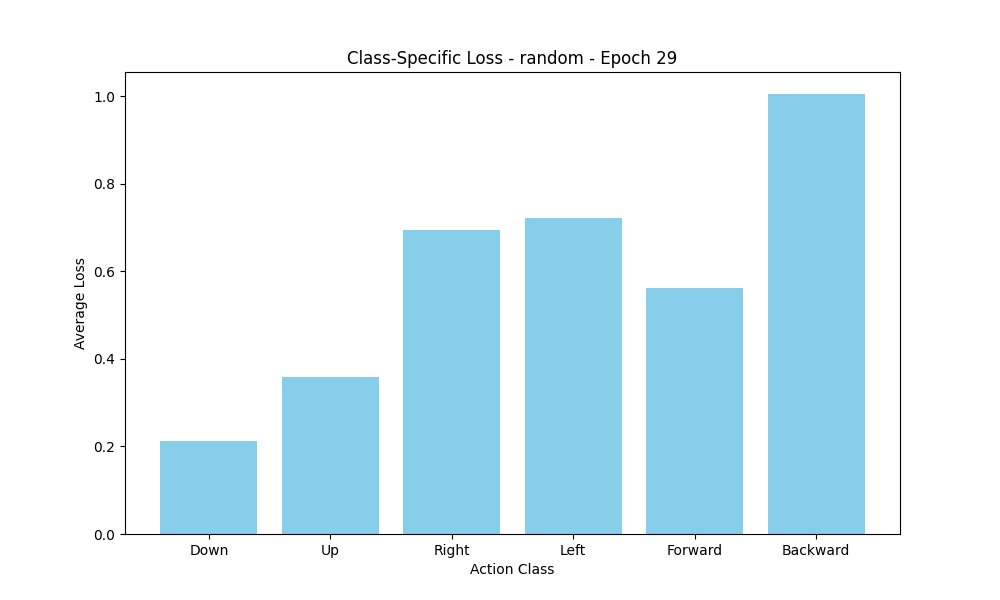 Class-Specific Loss - random - Epoch 29
Average Loss
1.0
0.8
0.6
0.4
0.2
0.0
Down Up Right Left Forward Backward
Action Class